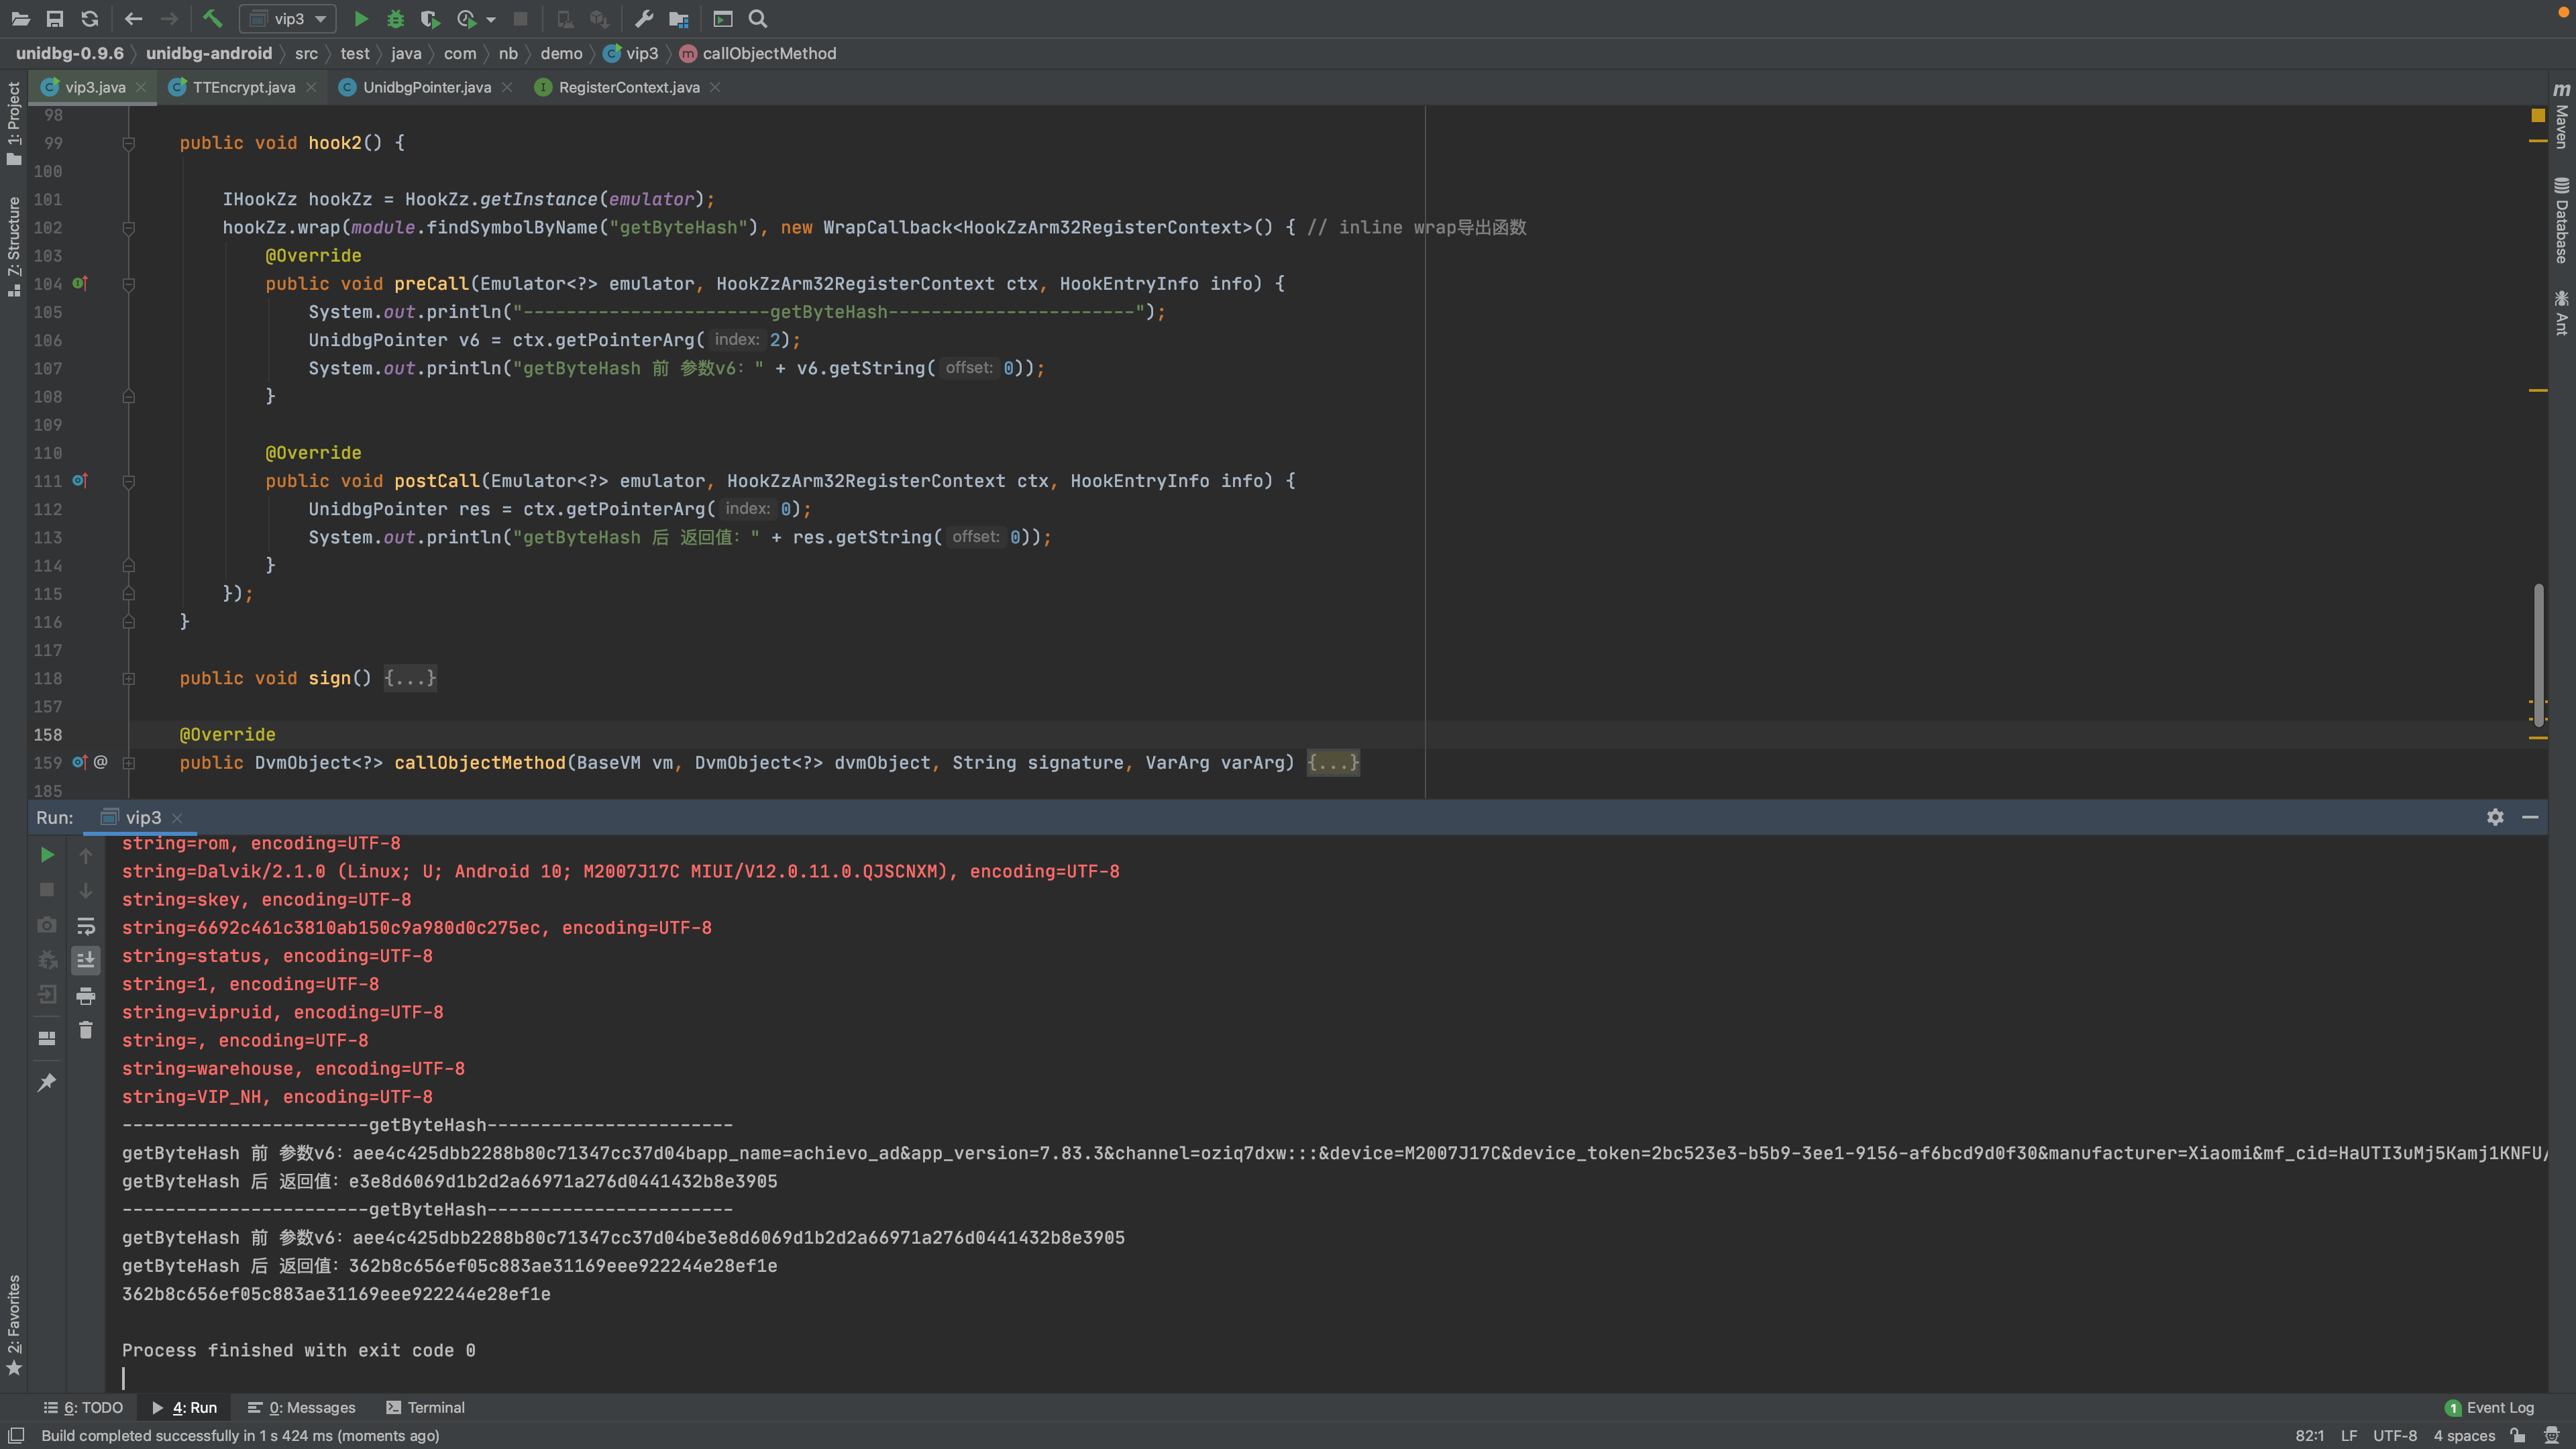 vip3
unidbg-0.9.6 unidbg-android src test java com nb demo vip3 callObjectMethod
vip3.java TTEncrypt.java UnidbgPointer.java RegisterContext.java
1: Project
7: Structure
2: Favorites
Maven
Database
Ant
98
99 public void hook2() {
100
101 IHookZz hookZz = HookZz.getInstance(emulator);
102 hookZz.wrap(module.findSymbolByName("getByteHash"), new WrapCallback<HookZzArm32RegisterContext>() { // inline wrap导出函数
103 @Override
104 public void preCall(Emulator<?> emulator, HookZzArm32RegisterContext ctx, HookEntryInfo info) {
105 System.out.println("-----------------------getByteHash-----------------------");
106 UnidbgPointer v6 = ctx.getPointerArg( index: 2);
107 System.out.println("getByteHash 前 参数v6: " + v6.getString( offset: 0));
108 }
109
110 @Override
111 public void postCall(Emulator<?> emulator, HookZzArm32RegisterContext ctx, HookEntryInfo info) {
112 UnidbgPointer res = ctx.getPointerArg( index: 0);
113 System.out.println("getByteHash 后 返回值: " + res.getString( offset: 0));
114 }
115 });
116 }
117
118 public void sign() {...}
157
158 @Override
159 @ public DvmObject<?> callObjectMethod(BaseVM vm, DvmObject<?> dvmObject, String signature, VarArg varArg) {...}
185
Run: vip3
string=rom, encoding=UTF-8
string=Dalvik/2.1.0 (Linux; U; Android 10; M2007J17C MIUI/V12.0.11.0.QJSCNXM), encoding=UTF-8
string=skey, encoding=UTF-8
string=6692c461c3810ab150c9a980d0c275ec, encoding=UTF-8
string=status, encoding=UTF-8
string=1, encoding=UTF-8
string=vipruid, encoding=UTF-8
string=, encoding=UTF-8
string=warehouse, encoding=UTF-8
string=VIP_NH, encoding=UTF-8
-----------------------getByteHash-----------------------
getByteHash 前 参数v6: aee4c425dbb2288b80c71347cc37d04bapp_name=achievo_ad&app_version=7.83.3&channel=oziq7dxw:::&device=M2007J17C&device_token=2bc523e3-b5b9-3ee1-9156-af6bcd9d0f30&manufacturer=Xiaomi&mf_cid=HaUTI3uMj5Kamj1KNFU/
getByteHash 后 返回值: e3e8d6069d1b2d2a66971a276d0441432b8e3905
-----------------------getByteHash-----------------------
getByteHash 前 参数v6: aee4c425dbb2288b80c71347cc37d04be3e8d6069d1b2d2a66971a276d0441432b8e3905
getByteHash 后 返回值: 362b8c656ef05c883ae31169eee922244e28ef1e
362b8c656ef05c883ae31169eee922244e28ef1e
Process finished with exit code 0
6: TODO 4: Run 0: Messages Terminal 1 Event Log
Build completed successfully in 1 s 424 ms (moments ago) 82:1 LF UTF-8 4 spaces